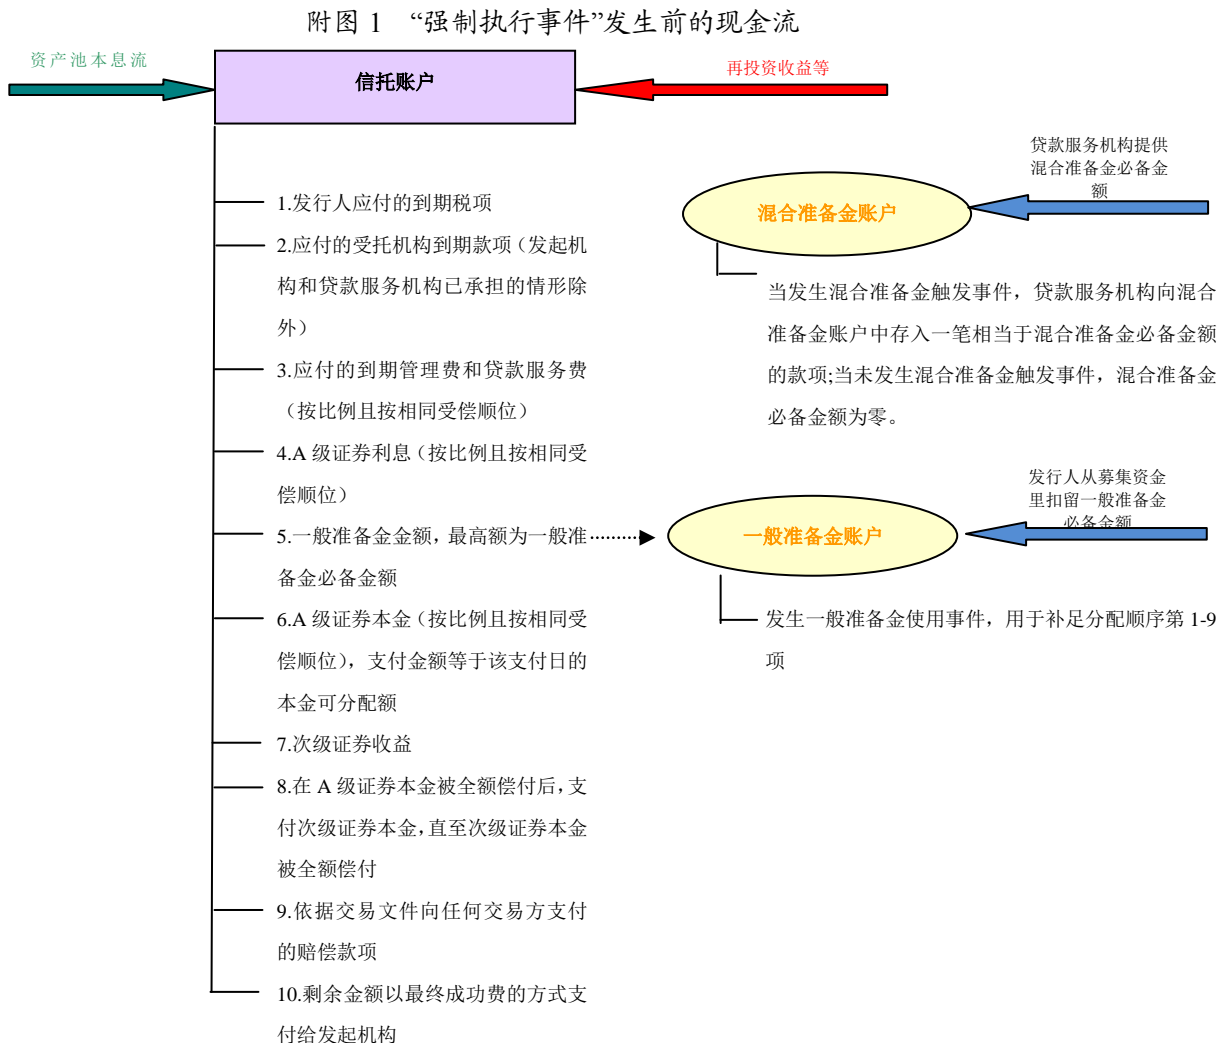 附图 1 “强制执行事件”发生前的现金流
资产池本息流
信托账户
再投资收益等
1.发行人应付的到期税项
2.应付的受托机构到期款项（发起机
构和贷款服务机构已承担的情形除
外）
3.应付的到期管理费和贷款服务费
（按比例且按相同受偿顺位）
4.A 级证券利息（按比例且按相同受
偿顺位）
5.一般准备金金额，最高额为一般准
备金必备金额
6.A 级证券本金（按比例且按相同受
偿顺位），支付金额等于该支付日的
本金可分配额
7.次级证券收益
8.在 A 级证券本金被全额偿付后，支
付次级证券本金，直至次级证券本金
被全额偿付
9.依据交易文件向任何交易方支付
的赔偿款项
10.剩余金额以最终成功费的方式支
付给发起机构
贷款服务机构提供
混合准备金必备金
额
混合准备金账户
当发生混合准备金触发事件，贷款服务机构向混合
准备金账户中存入一笔相当于混合准备金必备金额
的款项;当未发生混合准备金触发事件，混合准备金
必备金额为零。
发行人从募集资金
里扣留一般准备金
必备金额
一般准备金账户
发生一般准备金使用事件，用于补足分配顺序第 1-9
项